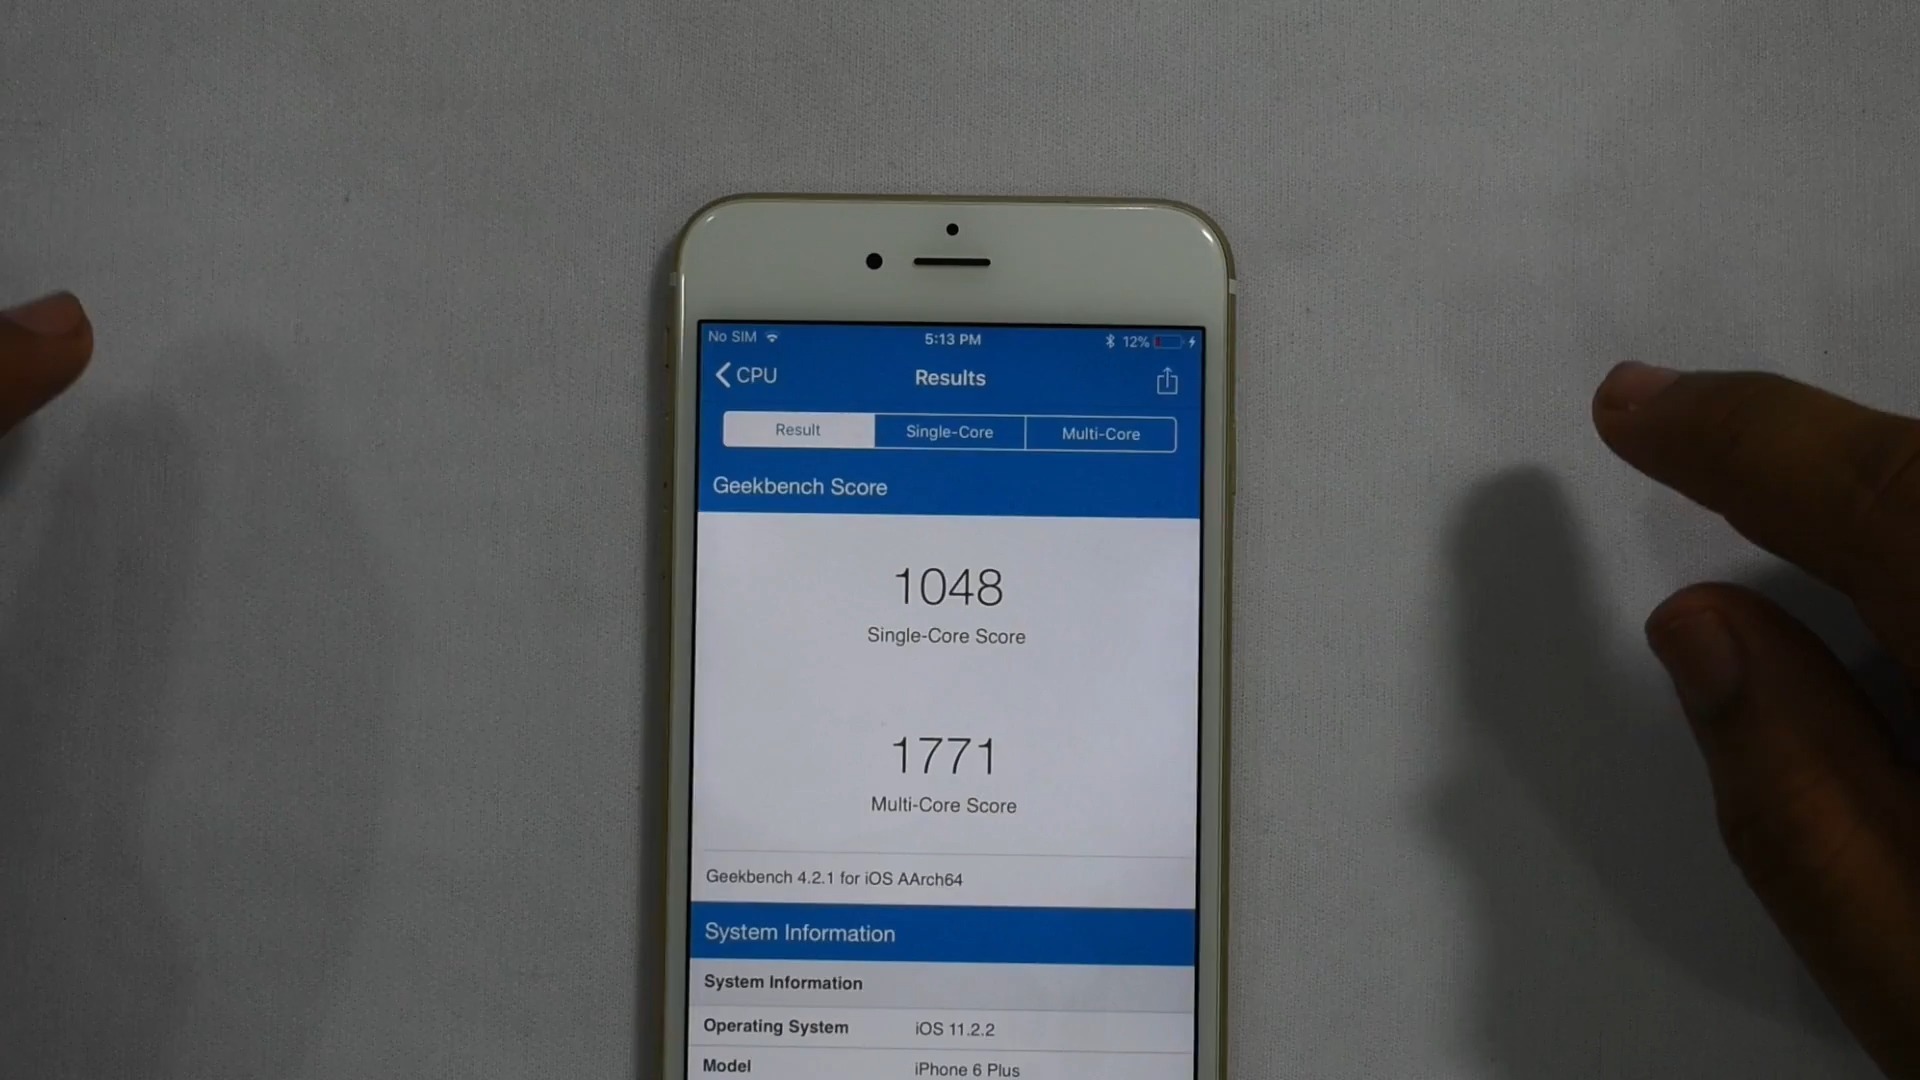 No SIM 5:13 PM 12%
CPU Results
Result Single-Core Multi-Core
Geekbench Score
1048
Single-Core Score
1771
Multi-Core Score
Geekbench 4.2.1 for iOS AArch64
System Information
System Information
Operating System iOS 11.2.2
Model iPhone 6 Plus